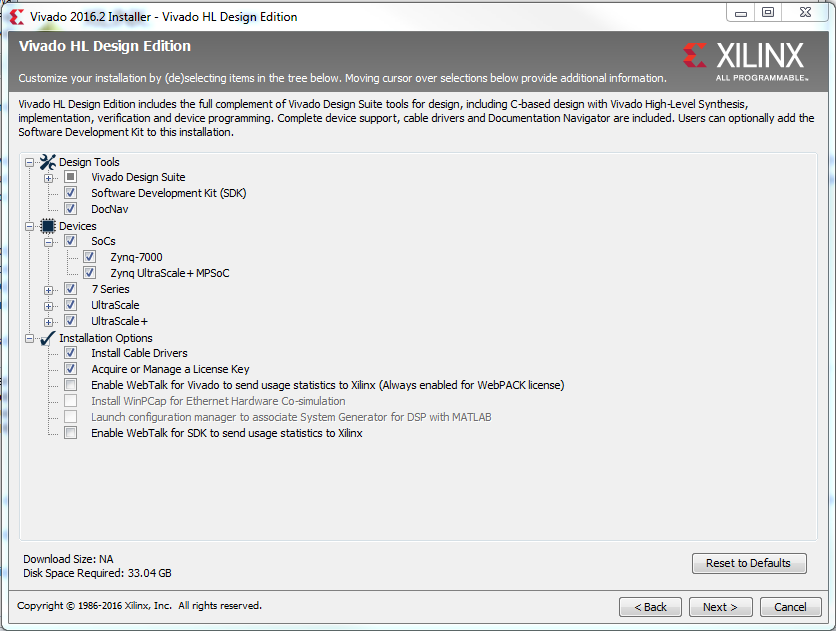 Vivado 2016.2 Installer - Vivado HL Design Edition
Vivado HL Design Edition
Customize your installation by (de)selecting items in the tree below. Moving cursor over selections below provide additional information.
XILINX
ALL PROGRAMMABLE™
Vivado HL Design Edition includes the full complement of Vivado Design Suite tools for design, including C-based design with Vivado High-Level Synthesis,
implementation, verification and device programming. Complete device support, cable drivers and Documentation Navigator are included. Users can optionally add the
Software Development Kit to this installation.
Design Tools
Vivado Design Suite
Software Development Kit (SDK)
DocNav
Devices
SoCs
Zynq-7000
Zynq UltraScale+ MPSoC
7 Series
UltraScale
UltraScale+
Installation Options
Install Cable Drivers
Acquire or Manage a License Key
Enable WebTalk for Vivado to send usage statistics to Xilinx (Always enabled for WebPACK license)
Install WinPCap for Ethernet Hardware Co-simulation
Launch configuration manager to associate System Generator for DSP with MATLAB
Enable WebTalk for SDK to send usage statistics to Xilinx
Download Size: NA
Disk Space Required: 33.04 GB
Reset to Defaults
Copyright © 1986-2016 Xilinx, Inc. All rights reserved.
< Back
Next >
Cancel